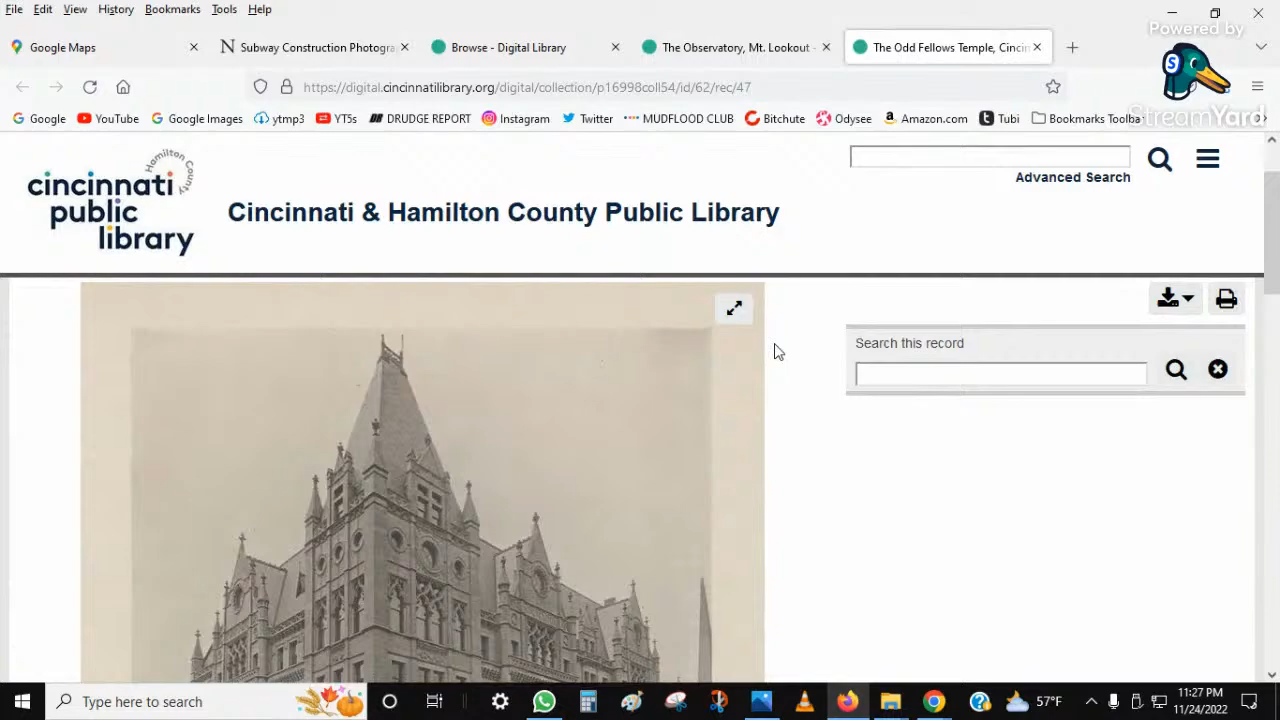 File Edit View History Bookmarks Tools Help
Google Maps
Subway Construction Photogra
Browse - Digital Library
The Observatory, Mt. Lookout -
The Odd Fellows Temple, Cincin
Powered by
StreamYard
https://digital.cincinnatilibrary.org/digital/collection/p16998coll54/id/62/rec/47
Google YouTube Google Images ytmp3 YT5s DRUDGE REPORT Instagram Twitter MUDFLOOD CLUB Bitchute Odysee Amazon.com Tubi Bookmarks Toolba
Hamilton County
cincinnati
public
library
Cincinnati & Hamilton County Public Library
Advanced Search
Search this record
Type here to search
57°F
11:27 PM
11/24/2022